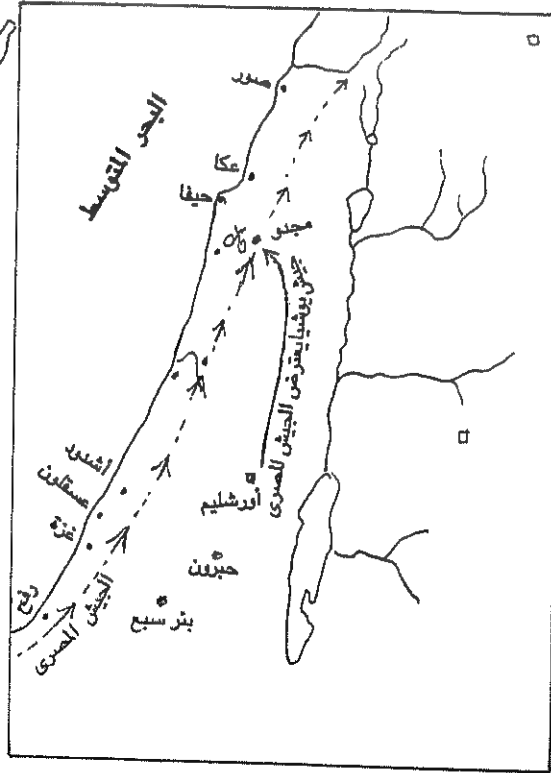 البحر المتوسط
صور
عكا
حيفا
مجدو
جيش يوشيا يعترض الجيش المصرى
أورشليم
أشدود
عسقلون
غزة
حبرون
بئر سبع
رفح
الجيش المصرى